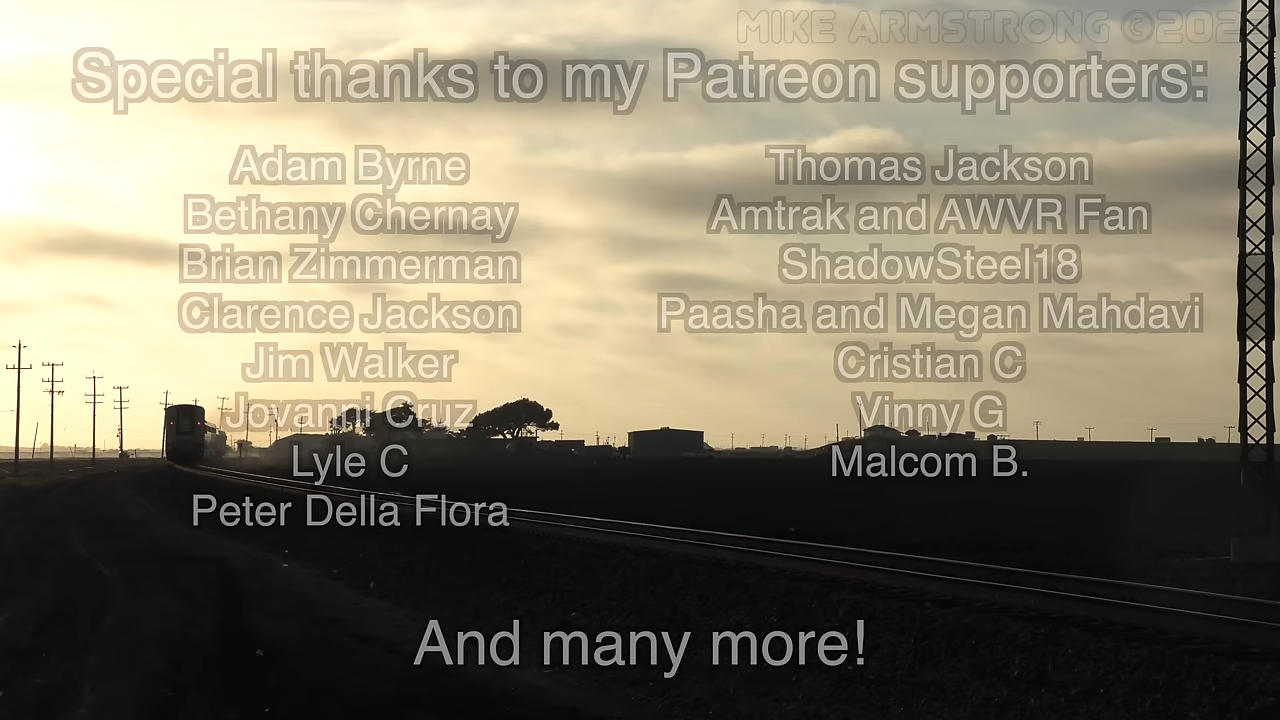 MIKE ARMSTRONG ©202
Special thanks to my Patreon supporters:
Adam Byrne
Bethany Chernay
Brian Zimmerman
Clarence Jackson
Jim Walker
Jovanni Cruz
Lyle C
Peter Della Flora
Thomas Jackson
Amtrak and AWVR Fan
ShadowSteel18
Paasha and Megan Mahdavi
Cristian C
Vinny G
Malcom B.
And many more!